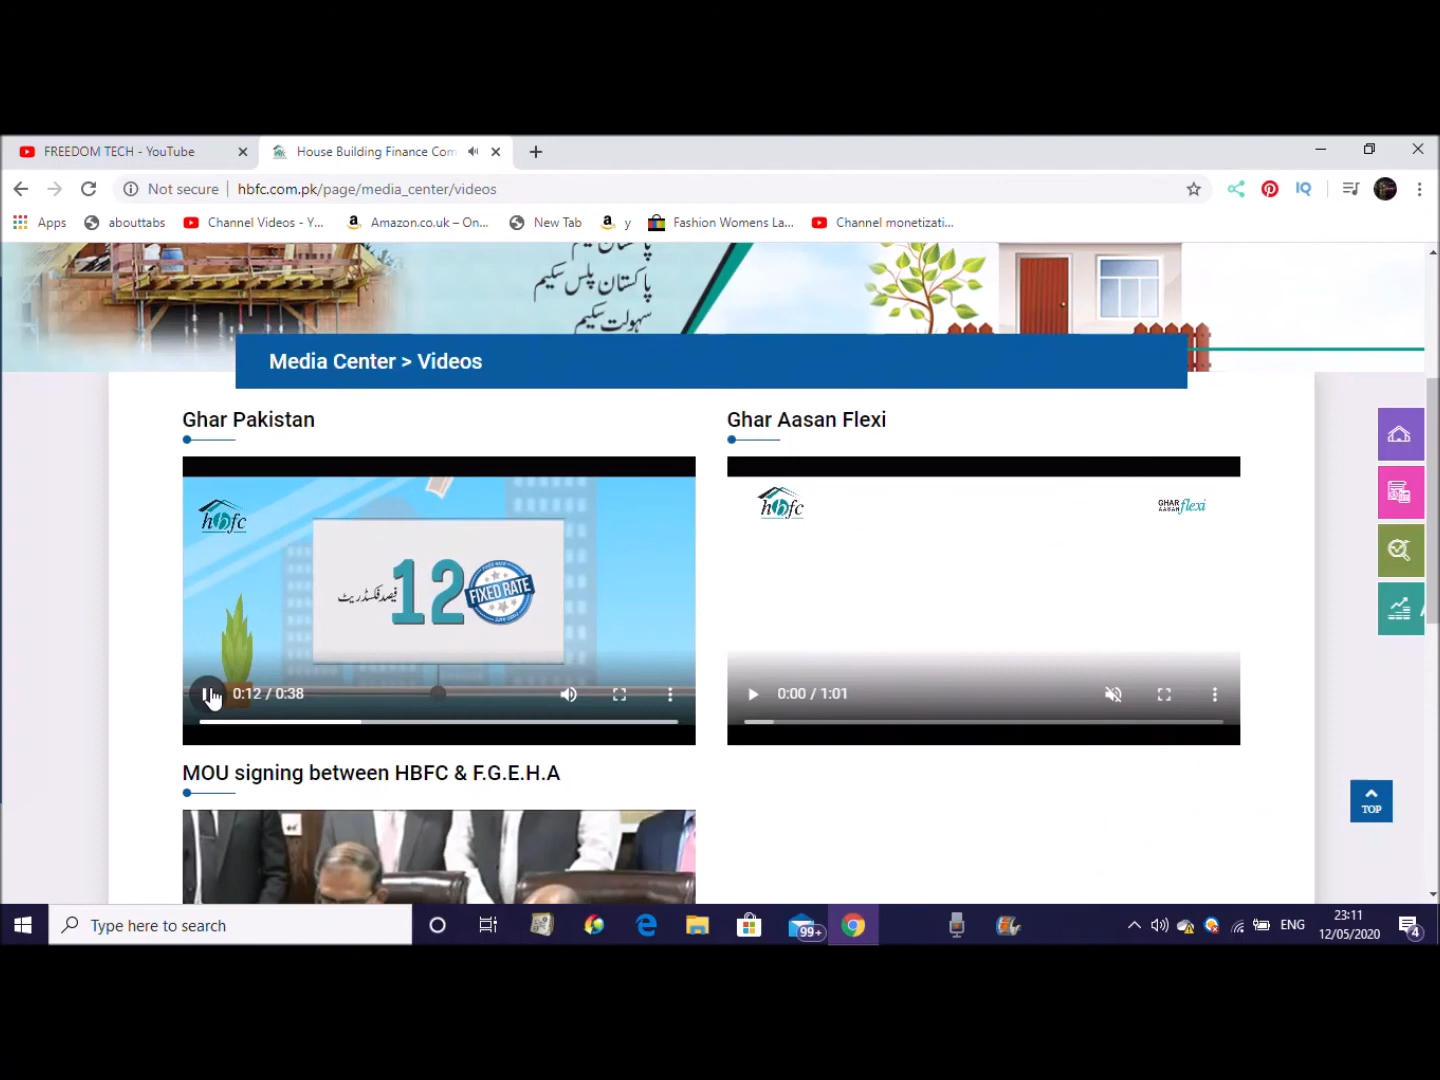 FREEDOM TECH - YouTube
House Building Finance Com
Not secure
hbfc.com.pk/page/media_center/videos
IQ
Apps
abouttabs
Channel Videos - Y...
Amazon.co.uk – On...
New Tab
y
Fashion Womens La...
Channel monetizati...
پاکستان پلس سکیم
سہولت سکیم
Media Center > Videos
Ghar Pakistan
Ghar Aasan Flexi
hbfc
12 فیصد فکسڈ ریٹ
FIXED RATE
0:12 / 0:38
hbfc
GHAR AASAN flexi
0:00 / 1:01
MOU signing between HBFC & F.G.E.H.A
TOP
Type here to search
99+
ENG
23:11
12/05/2020
4